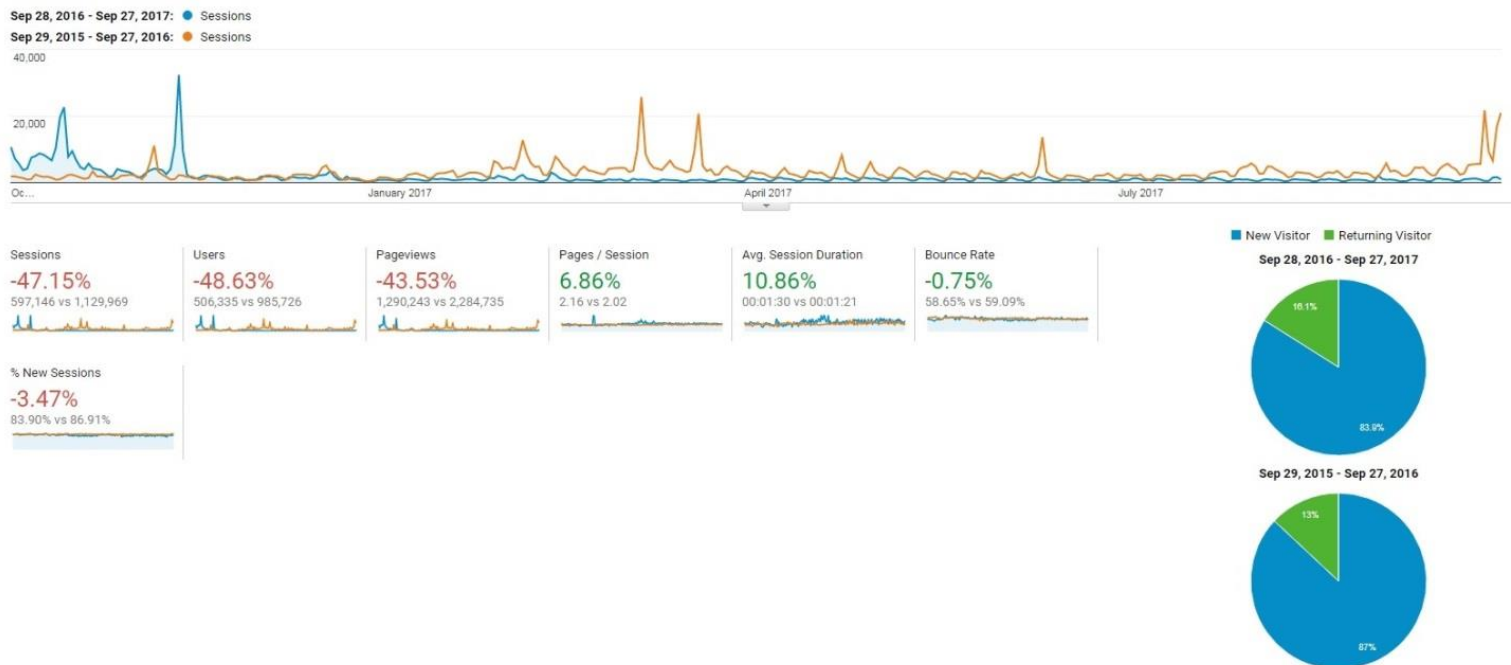 Sep 28, 2016 - Sep 27, 2017: Sessions
Sep 29, 2015 - Sep 27, 2016: Sessions
40,000
20,000
Oc...
January 2017
April 2017
July 2017
Sessions
-47.15%
597,146 vs 1,129,969
Users
-48.63%
506,335 vs 985,726
Pageviews
-43.53%
1,290,243 vs 2,284,735
Pages / Session
6.86%
2.16 vs 2.02
Avg. Session Duration
10.86%
00:01:30 vs 00:01:21
Bounce Rate
-0.75%
58.65% vs 59.09%
% New Sessions
-3.47%
83.90% vs 86.91%
New Visitor Returning Visitor
Sep 28, 2016 - Sep 27, 2017
16.1%
83.9%
Sep 29, 2015 - Sep 27, 2016
13%
87%